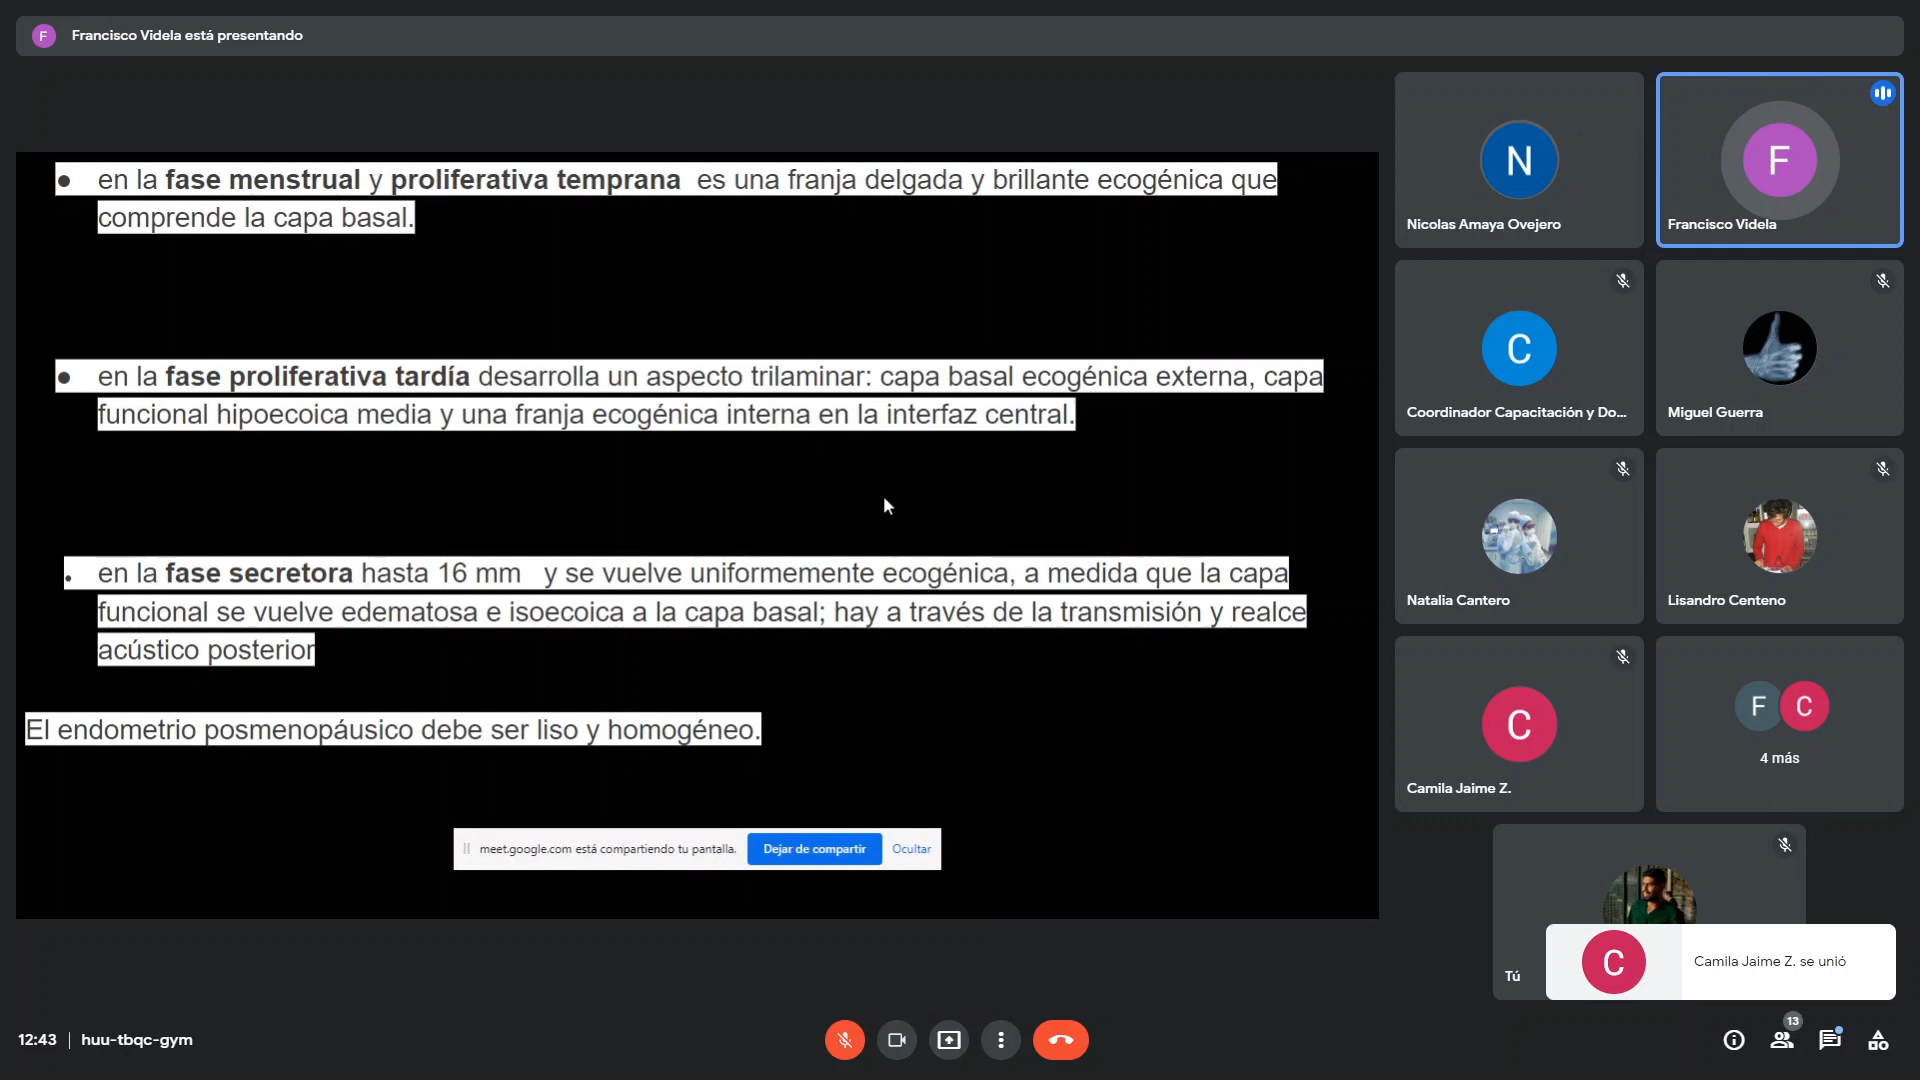 F Francisco Videla está presentando
● en la fase menstrual y proliferativa temprana es una franja delgada y brillante ecogénica que
comprende la capa basal.
● en la fase proliferativa tardía desarrolla un aspecto trilaminar: capa basal ecogénica externa, capa
funcional hipoecoica media y una franja ecogénica interna en la interfaz central.
• en la fase secretora hasta 16 mm y se vuelve uniformemente ecogénica, a medida que la capa
funcional se vuelve edematosa e isoecoica a la capa basal; hay a través de la transmisión y realce
acústico posterior
El endometrio posmenopáusico debe ser liso y homogéneo.
meet.google.com está compartiendo tu pantalla. Dejar de compartir Ocultar
N
Nicolas Amaya Ovejero
F
Francisco Videla
C
Coordinador Capacitación y Do...
Miguel Guerra
Natalia Cantero
Lisandro Centeno
C
Camila Jaime Z.
F C
4 más
Tú
C Camila Jaime Z. se unió
12:43 | huu-tbqc-gym
13